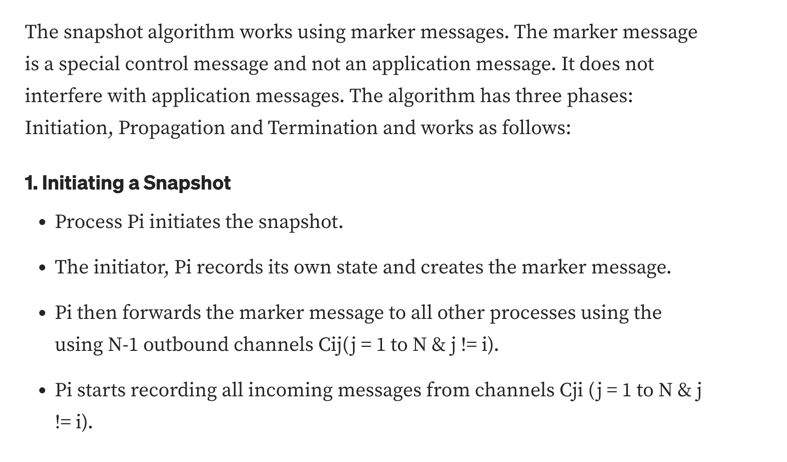 The snapshot algorithm works using marker messages. The marker message
is a special control message and not an application message. It does not
interfere with application messages. The algorithm has three phases:
Initiation, Propagation and Termination and works as follows:
1. Initiating a Snapshot
• Process Pi initiates the snapshot.
• The initiator, Pi records its own state and creates the marker message.
• Pi then forwards the marker message to all other processes using the
using N-1 outbound channels Cij(j = 1 to N & j != i).
• Pi starts recording all incoming messages from channels Cji (j = 1 to N & j
!= i).